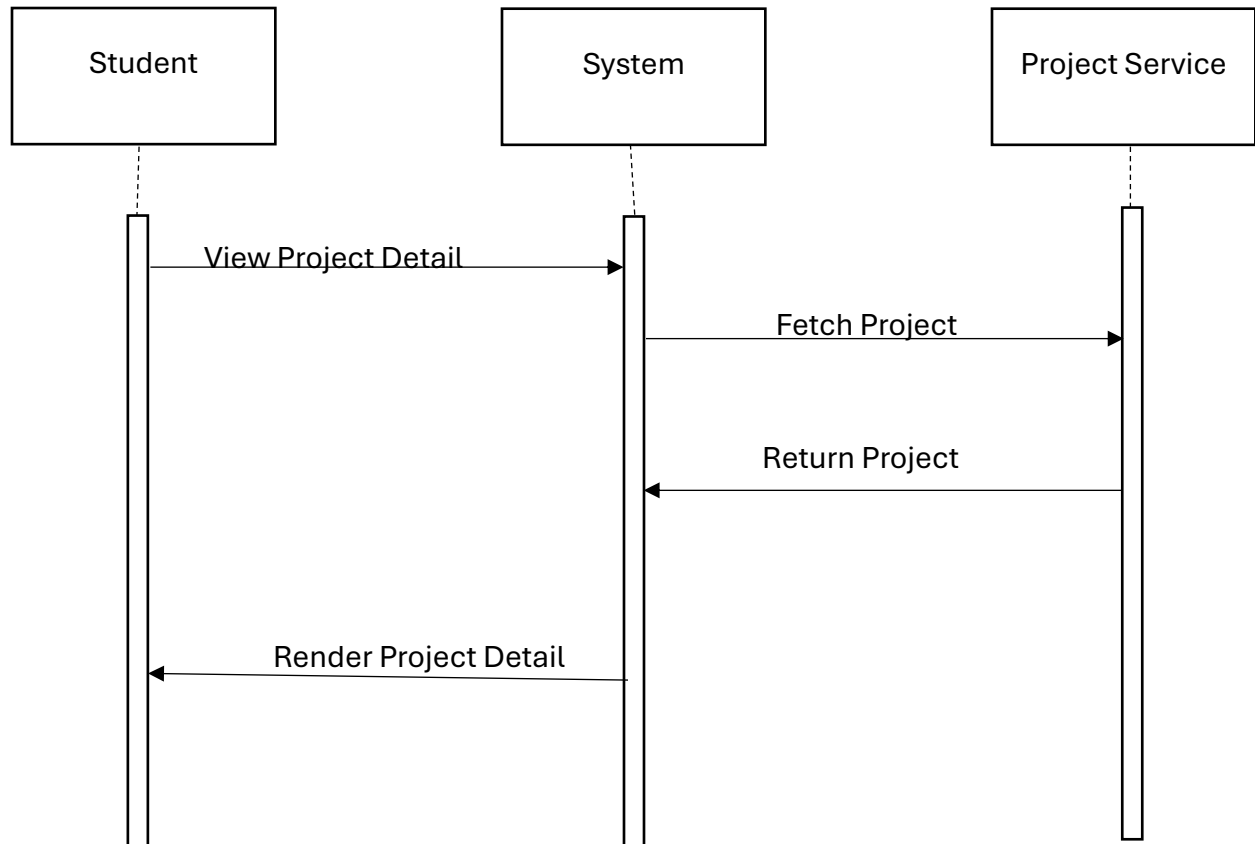 Student
System
Project Service
View Project Detail
Fetch Project
Return Project
Render Project Detail